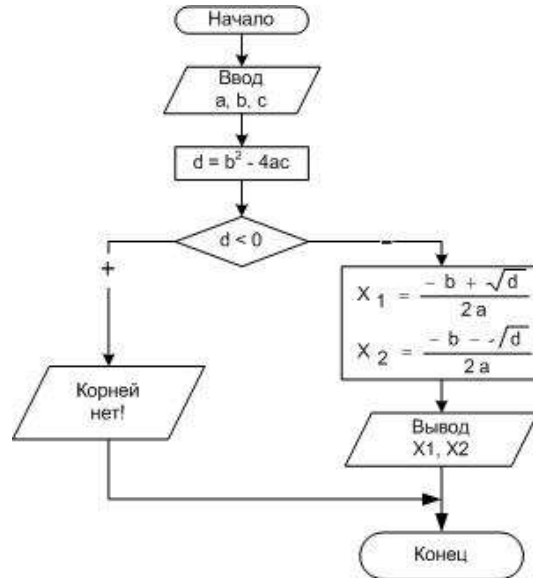 Начало
Ввод
a, b, c
d = b² - 4ac
d < 0
+
–
X 1 = (- b + √d) / 2 a
X 2 = (- b - √d) / 2 a
Корней
нет!
Вывод
X1, X2
Конец